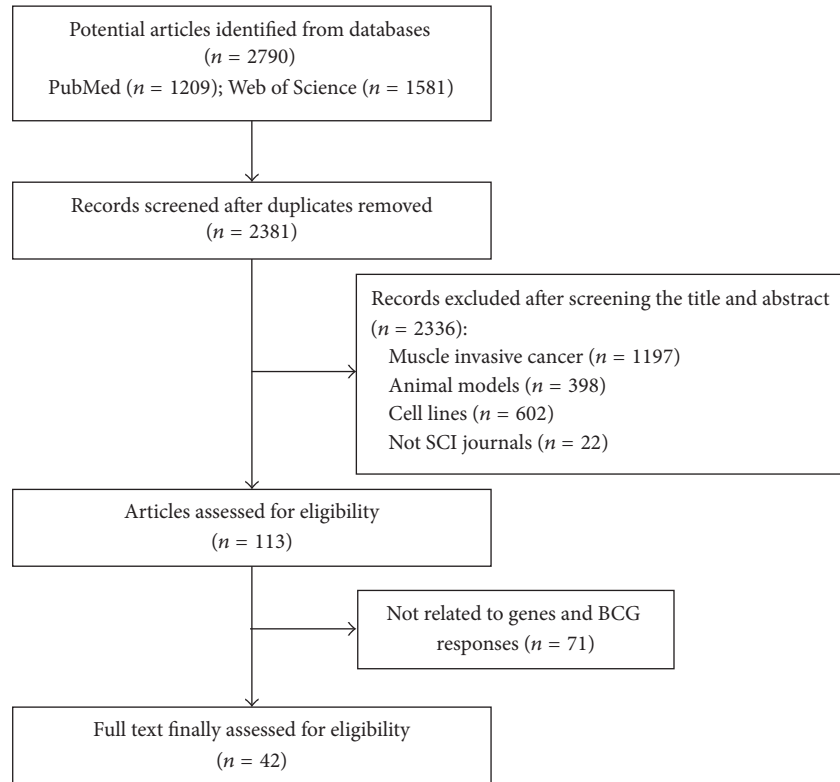 Potential articles identified from databases
(n = 2790)
PubMed (n = 1209); Web of Science (n = 1581)
Records screened after duplicates removed
(n = 2381)
Records excluded after screening the title and abstract
(n = 2336):
Muscle invasive cancer (n = 1197)
Animal models (n = 398)
Cell lines (n = 602)
Not SCI journals (n = 22)
Articles assessed for eligibility
(n = 113)
Not related to genes and BCG
responses (n = 71)
Full text finally assessed for eligibility
(n = 42)